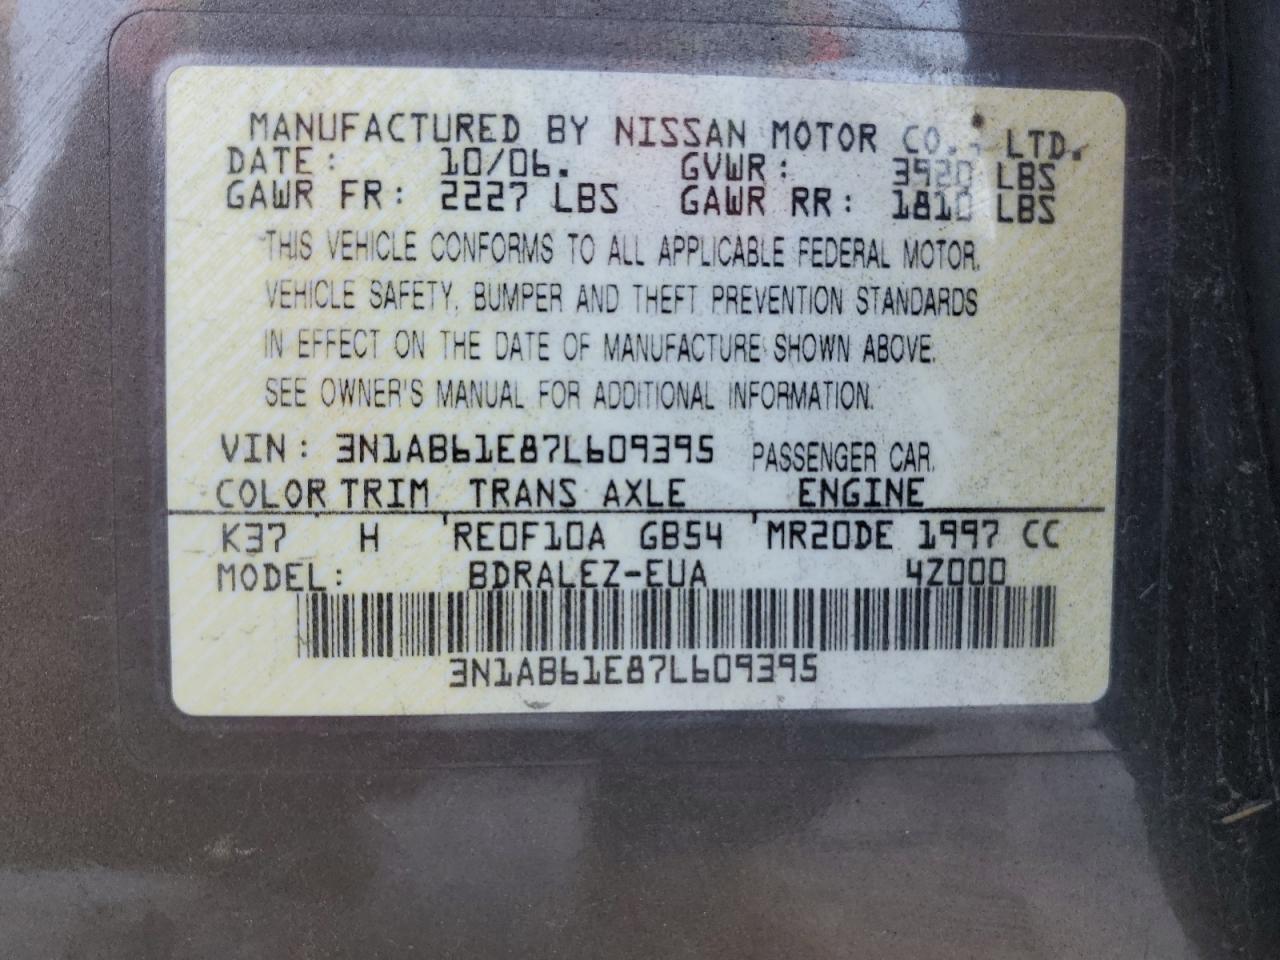 MANUFACTURED BY NISSAN MOTOR CO., LTD.
DATE: 10/06. GVWR: 3920 LBS
GAWR FR: 2227 LBS GAWR RR: 1810 LBS
THIS VEHICLE CONFORMS TO ALL APPLICABLE FEDERAL MOTOR
VEHICLE SAFETY, BUMPER AND THEFT PREVENTION STANDARDS
IN EFFECT ON THE DATE OF MANUFACTURE SHOWN ABOVE.
SEE OWNER'S MANUAL FOR ADDITIONAL INFORMATION.
VIN: 3N1AB61E87L609395 PASSENGER CAR
COLOR TRIM TRANS AXLE ENGINE
K37 H RE0F10A GB54 MR20DE 1997 CC
MODEL: BDRALEZ-EUA 4Z000
3N1AB61E87L609395